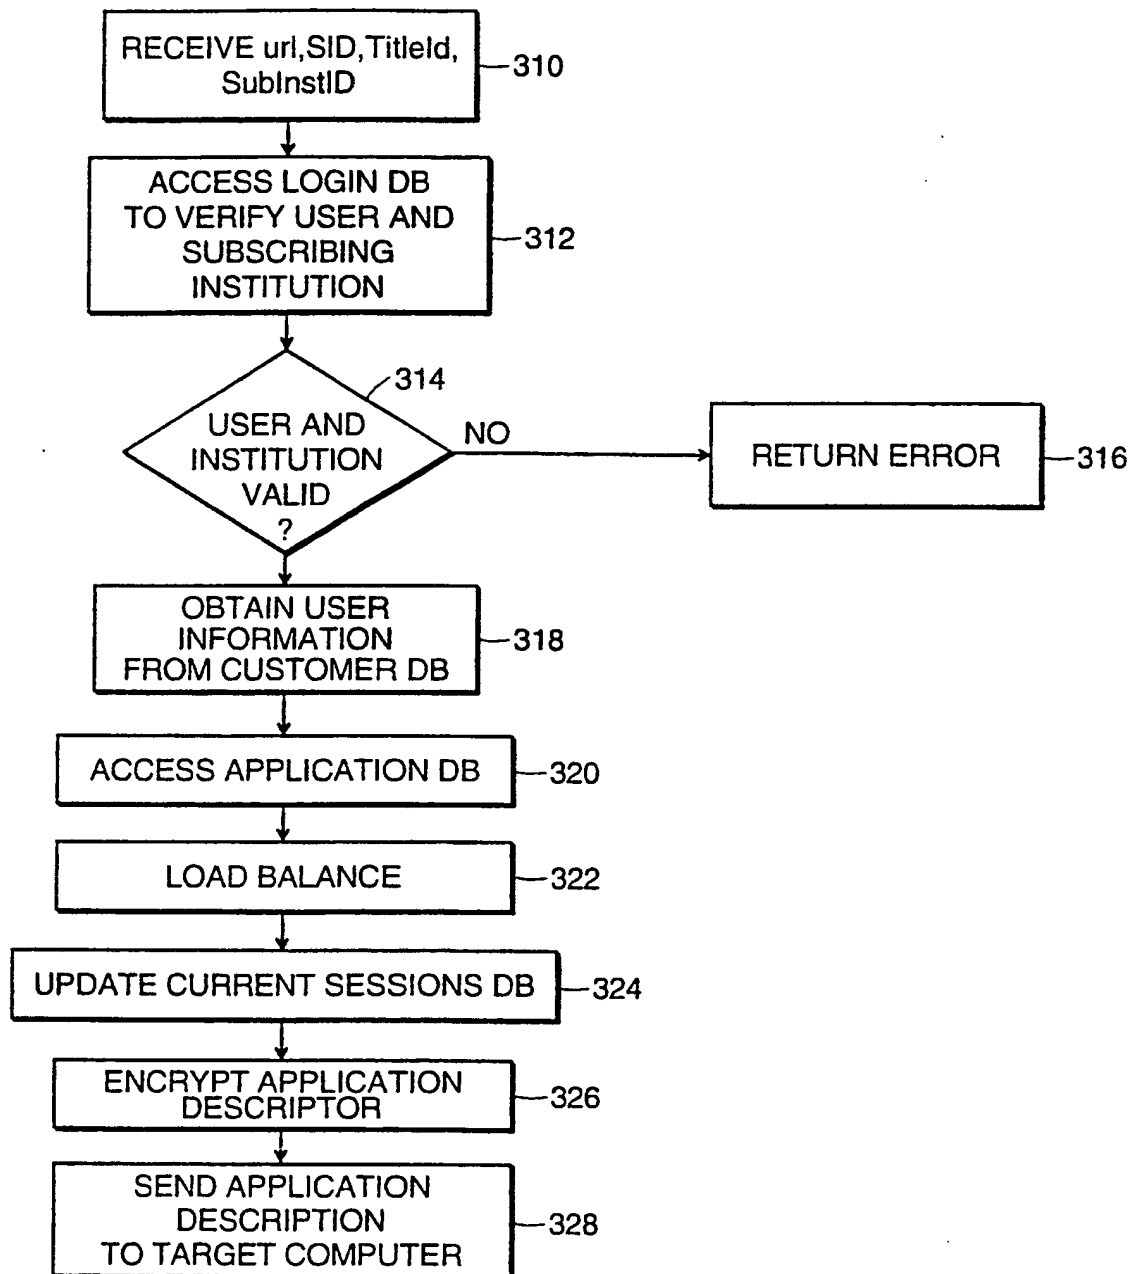 RECEIVE url,SID,TitleId,
SubInstID
310
ACCESS LOGIN DB
TO VERIFY USER AND
SUBSCRIBING
INSTITUTION
312
314
USER AND
INSTITUTION
VALID
?
NO
RETURN ERROR
316
OBTAIN USER
INFORMATION
FROM CUSTOMER DB
318
ACCESS APPLICATION DB
320
LOAD BALANCE
322
UPDATE CURRENT SESSIONS DB
324
ENCRYPT APPLICATION
DESCRIPTOR
326
SEND APPLICATION
DESCRIPTION
TO TARGET COMPUTER
328